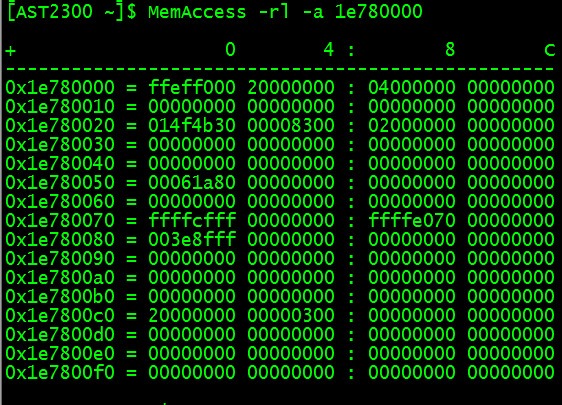 [AST2300 ~]$ MemAccess -rl -a 1e780000
+ 0 4 : 8 C
--------------------------------------------------
0x1e780000 = ffeff000 20000000 : 04000000 00000000
0x1e780010 = 00000000 00000000 : 00000000 00000000
0x1e780020 = 014f4b30 00008300 : 02000000 00000000
0x1e780030 = 00000000 00000000 : 00000000 00000000
0x1e780040 = 00000000 00000000 : 00000000 00000000
0x1e780050 = 00061a80 00000000 : 00000000 00000000
0x1e780060 = 00000000 00000000 : 00000000 00000000
0x1e780070 = ffffcfff 00000000 : ffffe070 00000000
0x1e780080 = 003e8fff 00000000 : 00000000 00000000
0x1e780090 = 00000000 00000000 : 00000000 00000000
0x1e7800a0 = 00000000 00000000 : 00000000 00000000
0x1e7800b0 = 00000000 00000000 : 00000000 00000000
0x1e7800c0 = 20000000 00000300 : 00000000 00000000
0x1e7800d0 = 00000000 00000000 : 00000000 00000000
0x1e7800e0 = 00000000 00000000 : 00000000 00000000
0x1e7800f0 = 00000000 00000000 : 00000000 00000000